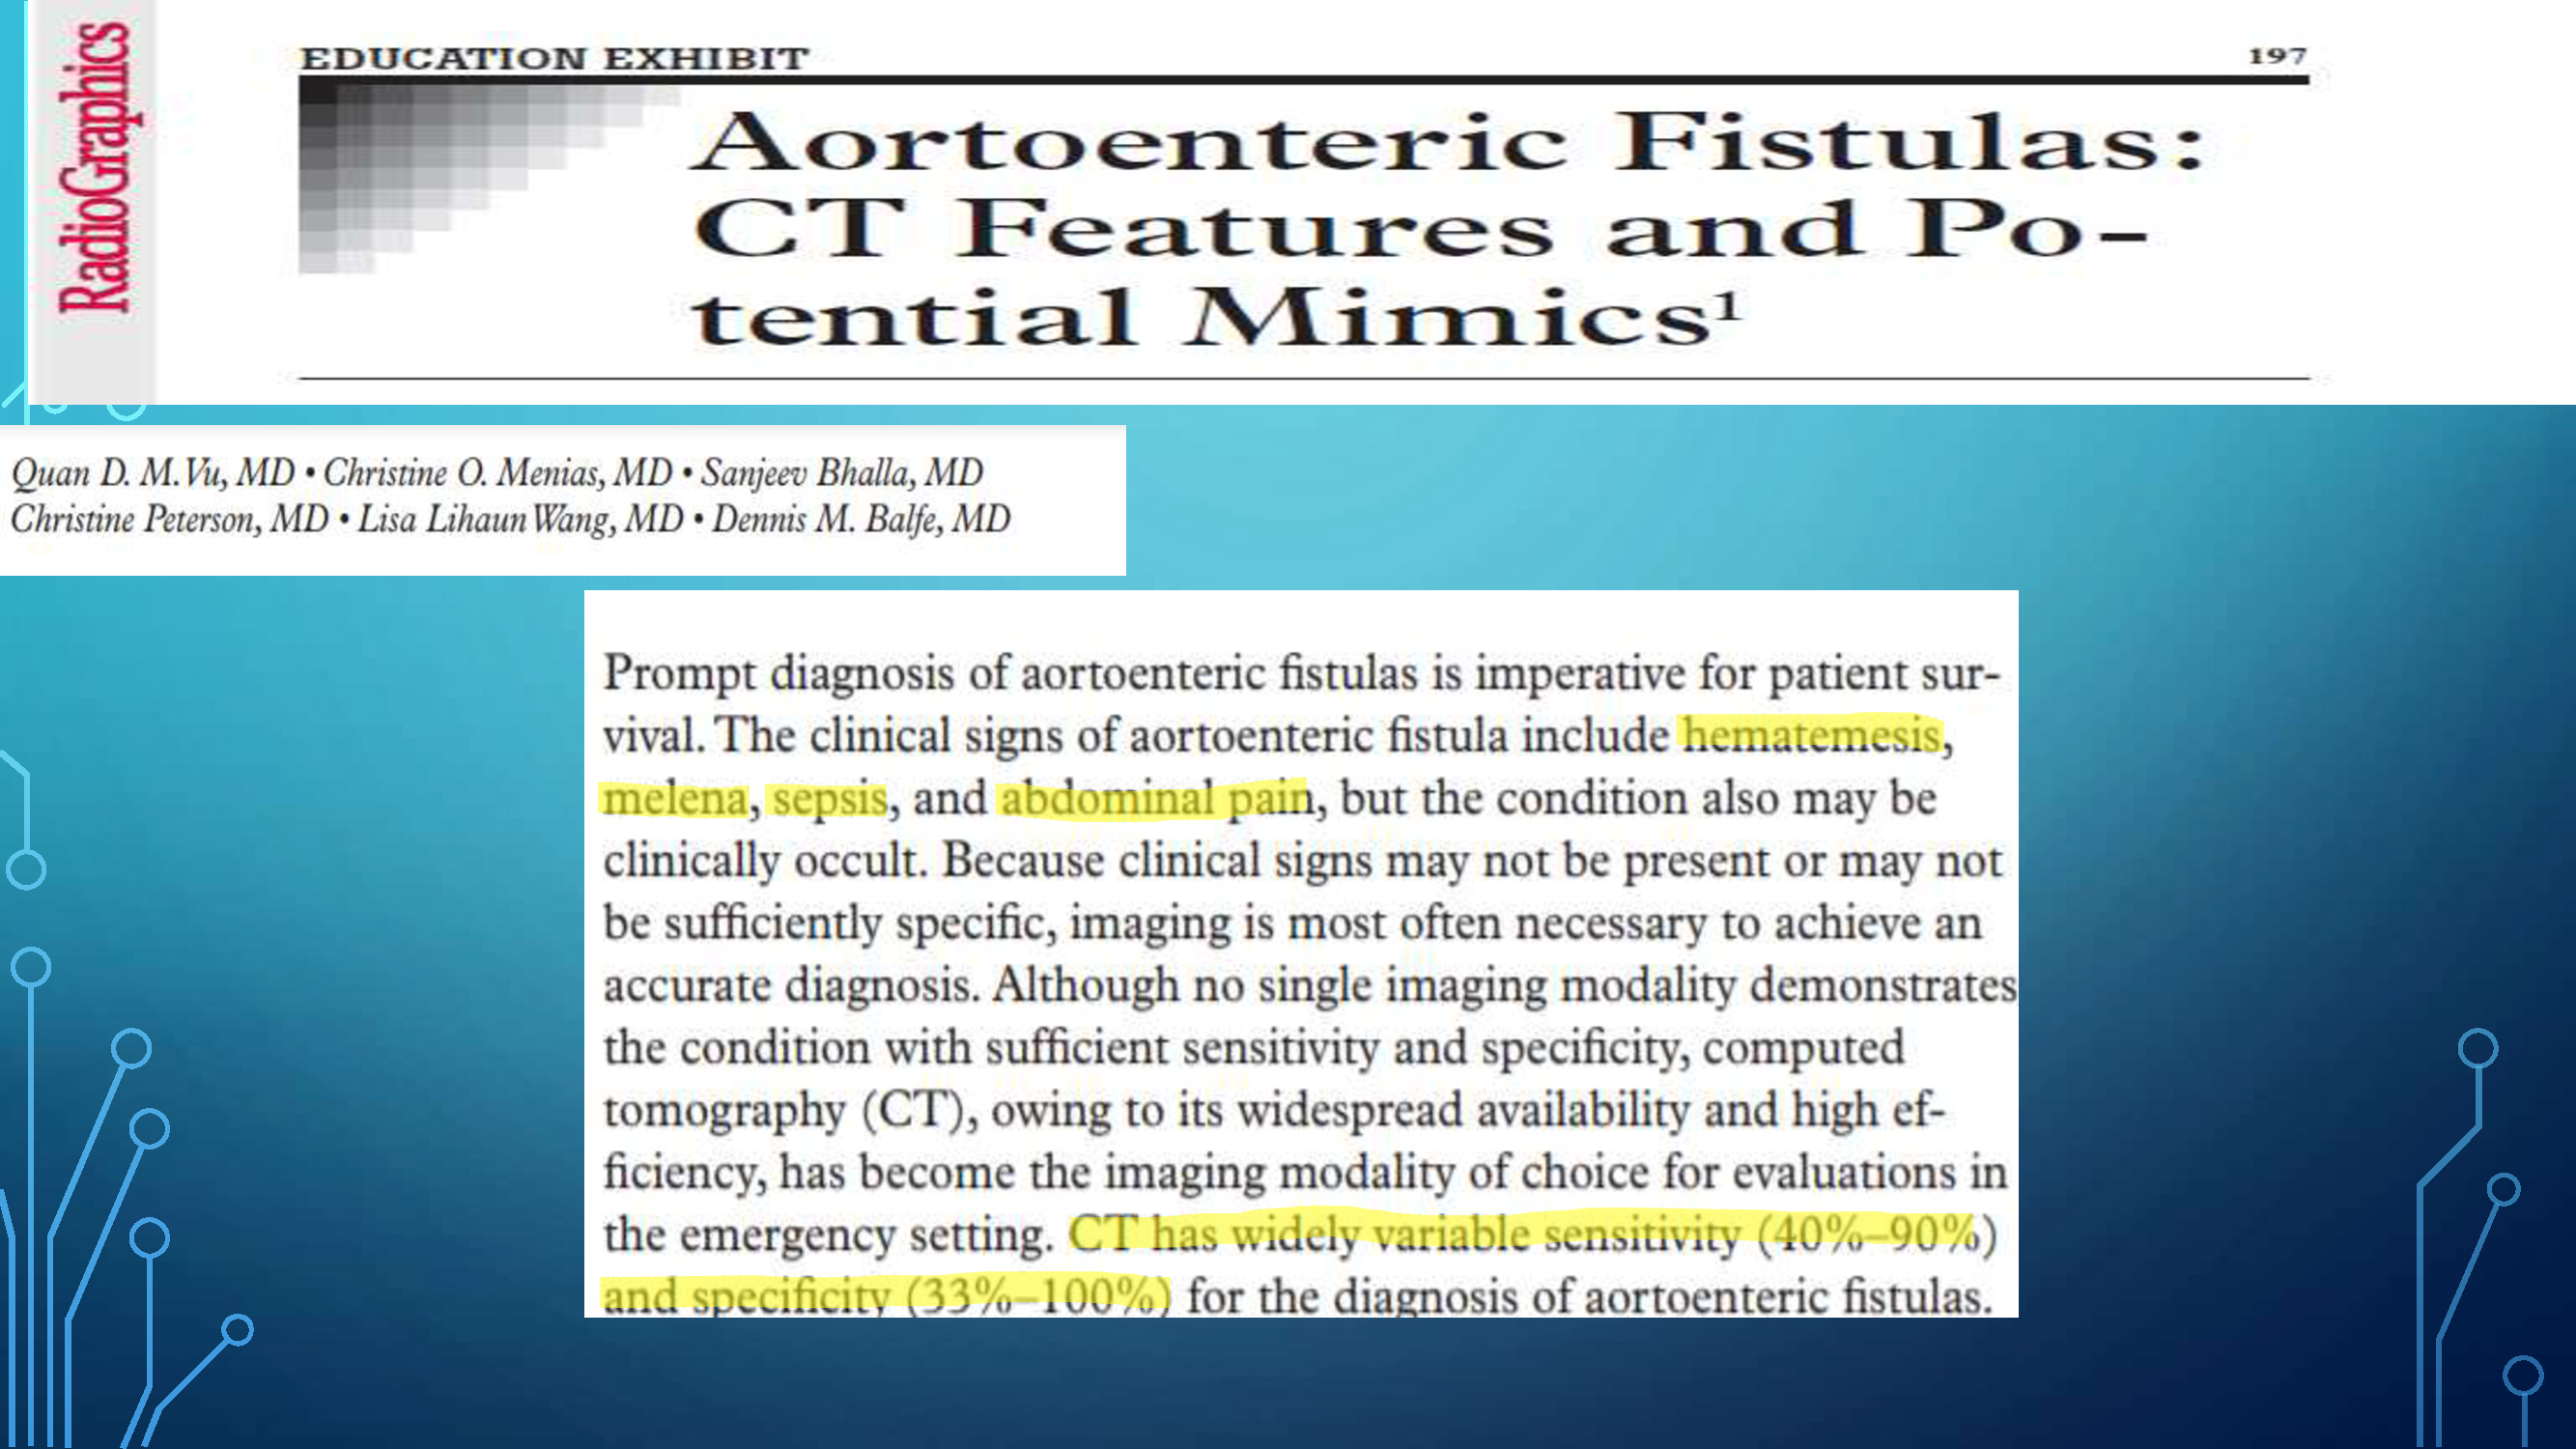 RadioGraphics
EDUCATION EXHIBIT
197
Aortoenteric Fistulas:
CT Features and Po-
tential Mimics¹
Quan D. M. Vu, MD • Christine O. Menias, MD • Sanjeev Bhalla, MD
Christine Peterson, MD • Lisa Lihaun Wang, MD • Dennis M. Balfe, MD
Prompt diagnosis of aortoenteric fistulas is imperative for patient sur-
vival. The clinical signs of aortoenteric fistula include hematemesis,
melena, sepsis, and abdominal pain, but the condition also may be
clinically occult. Because clinical signs may not be present or may not
be sufficiently specific, imaging is most often necessary to achieve an
accurate diagnosis. Although no single imaging modality demonstrates
the condition with sufficient sensitivity and specificity, computed
tomography (CT), owing to its widespread availability and high ef-
ficiency, has become the imaging modality of choice for evaluations in
the emergency setting. CT has widely variable sensitivity (40%–90%)
and specificity (33%–100%) for the diagnosis of aortoenteric fistulas.